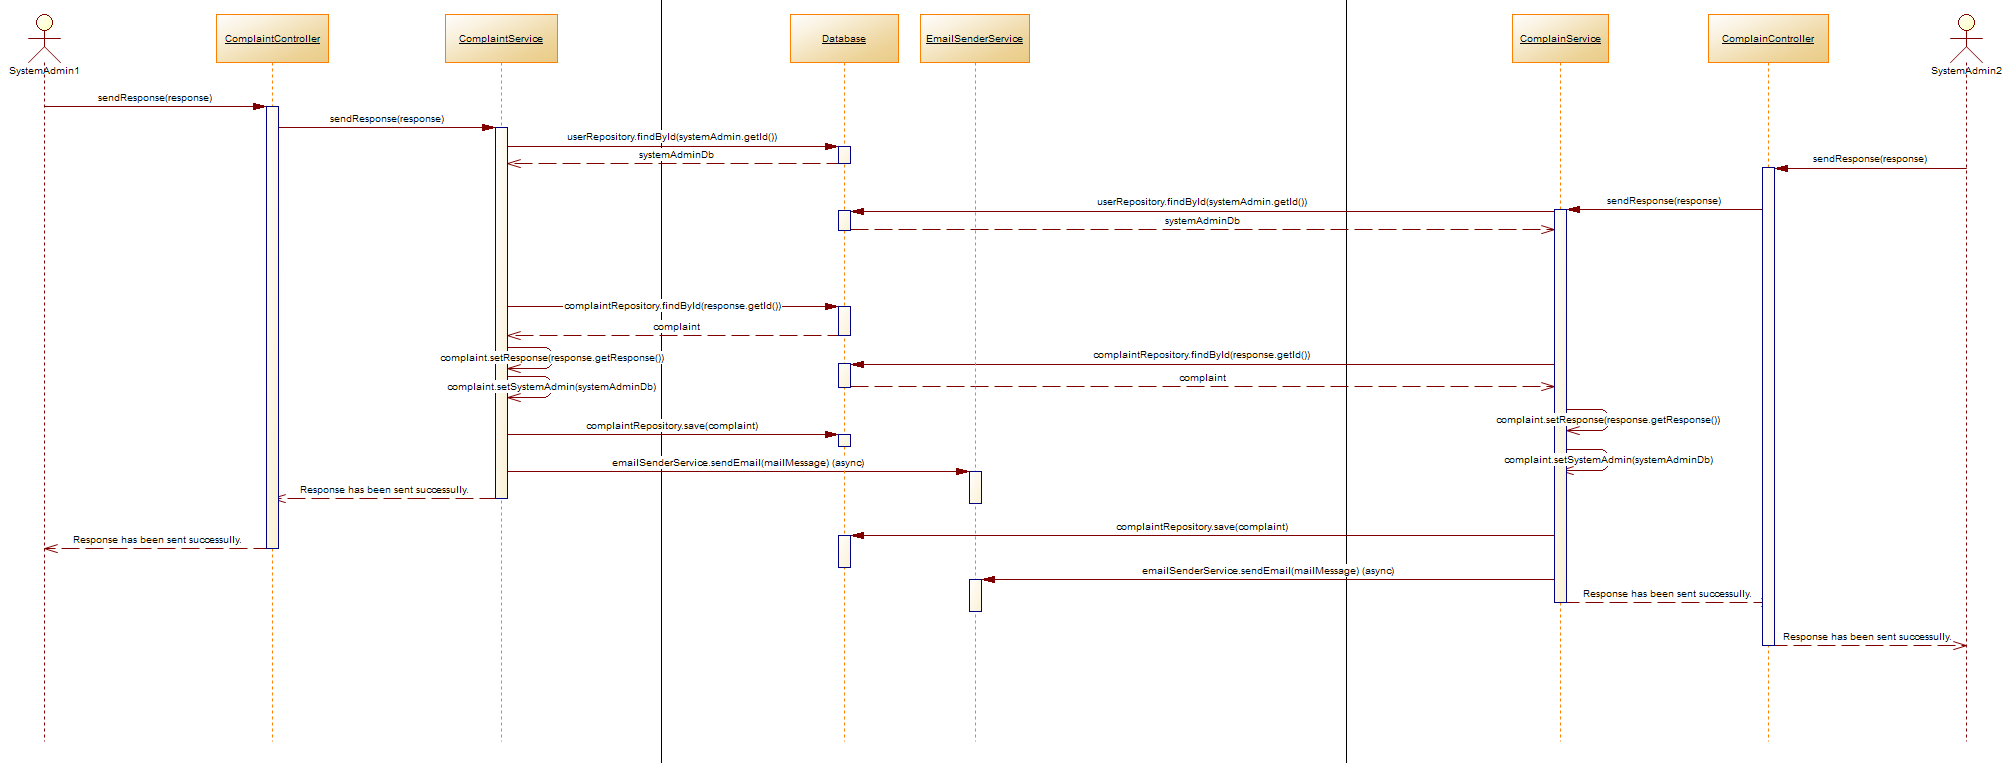 ComplaintController
ComplaintService
Database
EmailSenderService
ComplainService
ComplainController
SystemAdmin1
SystemAdmin2
sendResponse(response)
sendResponse(response)
userRepository.findById(systemAdmin.getId())
systemAdminDb
sendResponse(response)
userRepository.findById(systemAdmin.getId())
sendResponse(response)
systemAdminDb
complaintRepository.findById(response.getId())
complaint
complaint.setResponse(response.getResponse())
complaintRepository.findById(response.getId())
complaint
complaint.setSystemAdmin(systemAdminDb)
complaint.setResponse(response.getResponse())
complaintRepository.save(complaint)
complaint.setSystemAdmin(systemAdminDb)
emailSenderService.sendEmail(mailMessage) (async)
Response has been sent successully.
complaintRepository.save(complaint)
Response has been sent successully.
emailSenderService.sendEmail(mailMessage) (async)
Response has been sent successully.
Response has been sent successully.